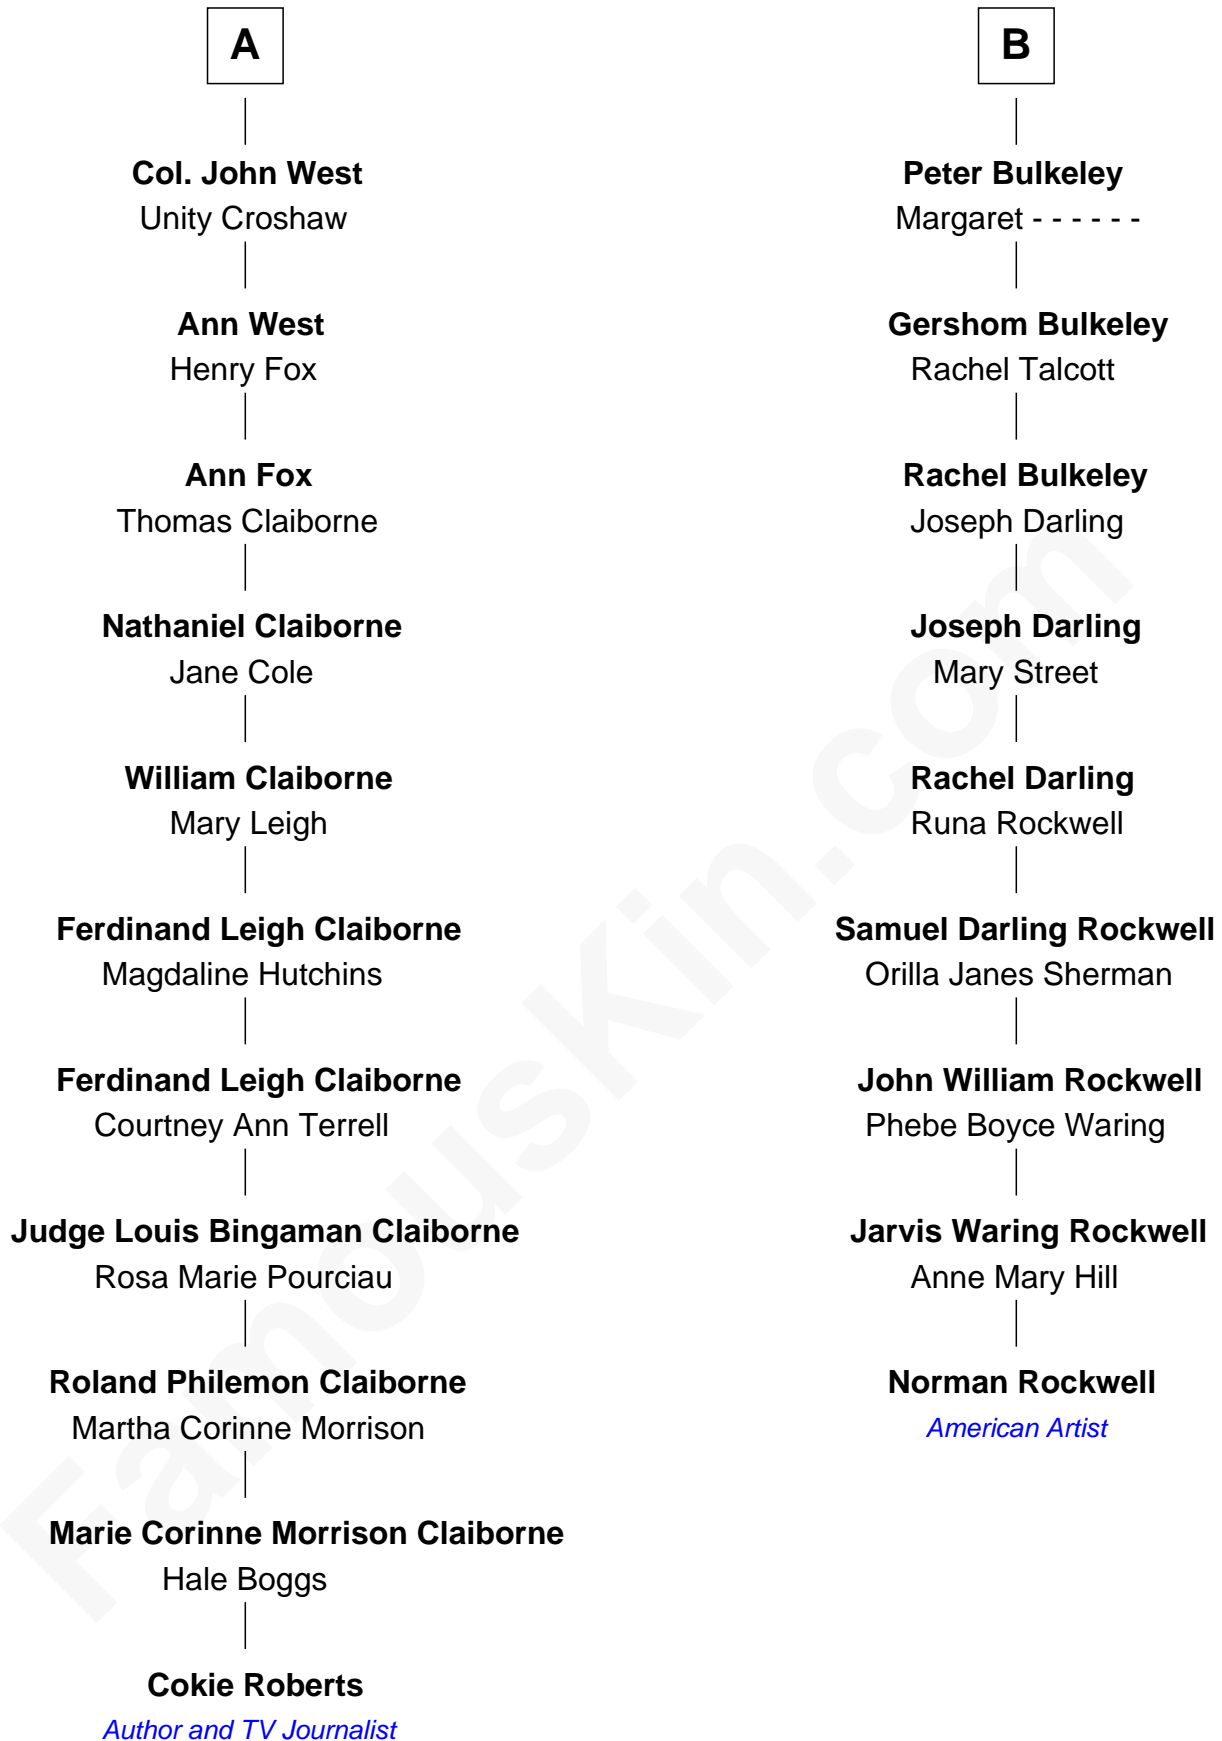 A
Col. John West
Unity Croshaw
Ann West
Henry Fox
Ann Fox
Thomas Claiborne
Nathaniel Claiborne
Jane Cole
William Claiborne
Mary Leigh
Ferdinand Leigh Claiborne
Magdaline Hutchins
Ferdinand Leigh Claiborne
Courtney Ann Terrell
Judge Louis Bingaman Claiborne
Rosa Marie Pourciau
Roland Philemon Claiborne
Martha Corinne Morrison
Marie Corinne Morrison Claiborne
Hale Boggs
Cokie Roberts
Author and TV Journalist
B
Peter Bulkeley
Margaret - - - - - -
Gershom Bulkeley
Rachel Talcott
Rachel Bulkeley
Joseph Darling
Joseph Darling
Mary Street
Rachel Darling
Runa Rockwell
Samuel Darling Rockwell
Orilla Janes Sherman
John William Rockwell
Phebe Boyce Waring
Jarvis Waring Rockwell
Anne Mary Hill
Norman Rockwell
American Artist
FamousKin.com